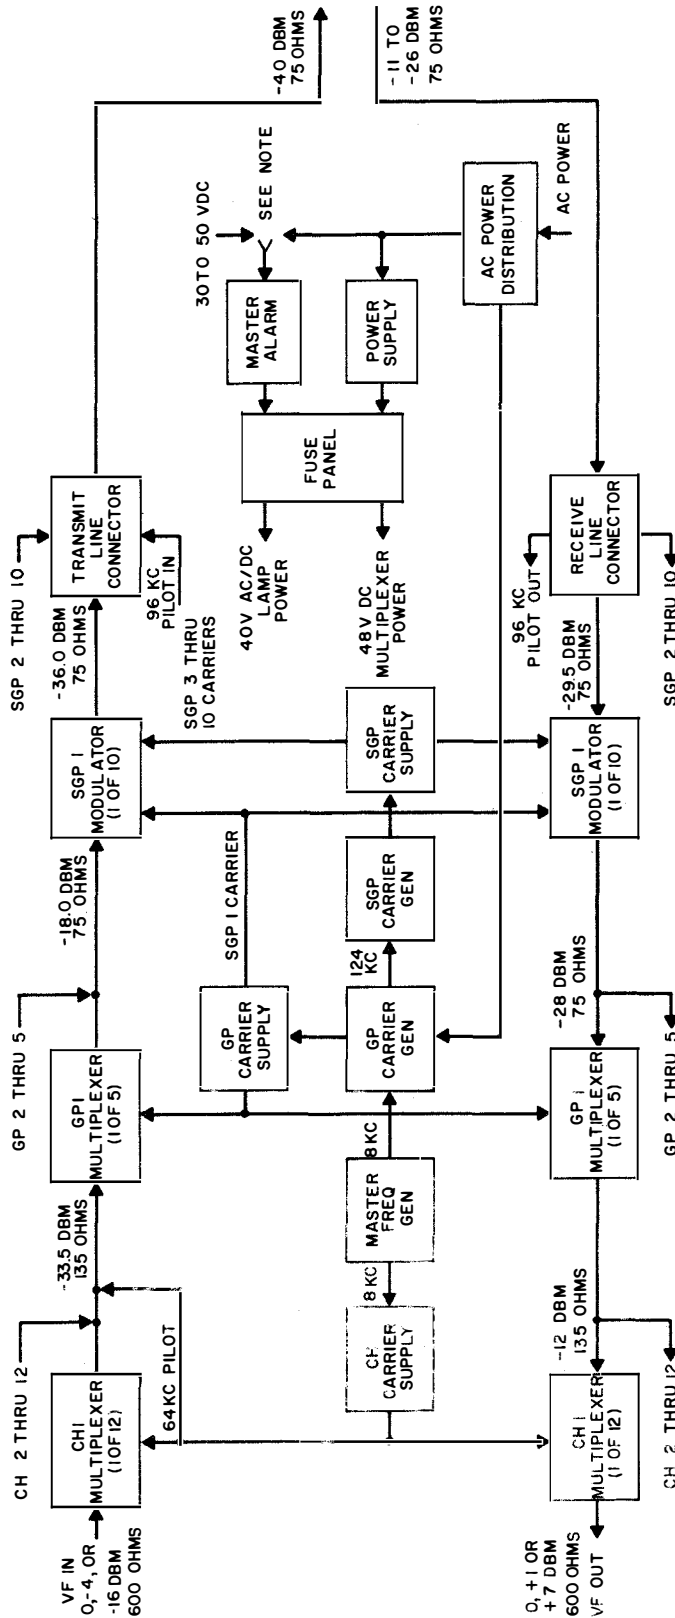 VF IN
0,-4, OR
-16 DBM
600 OHMS
CH 2 THRU 12
CH1
MULTIPLEXER
(1 OF 12)
64KC PILOT
-33.5 DBM
135 OHMS
GP 2 THRU 5
GP1
MULTIPLEXER
(1 OF 5)
-18.0 DBM
75 OHMS
SGP 1
MODULATOR
(1 OF 10)
-36.0 DBM
75 OHMS
SGP 2 THRU 10
TRANSMIT
LINE
CONNECTOR
96 KC
PILOT IN
SGP 3 THRU
10 CARRIERS
-40 DBM
75 OHMS
-11 TO
-26 DBM
75 OHMS
SGP 1 CARRIER
GP
CARRIER
SUPPLY
CH
CARRIER
SUPPLY
8 KC
MASTER
FREQ
GEN
8 KC
GP
CARRIER
GEN
124
KC
SGP
CARRIER
GEN
SGP
CARRIER
SUPPLY
40V AC/DC
LAMP
POWER
48V DC
MULTIPLEXER
POWER
FUSE
PANEL
MASTER
ALARM
POWER
SUPPLY
30 TO 50 VDC
SEE NOTE
AC POWER
DISTRIBUTION
AC POWER
0, +1 OR
+7 DBM
600 OHMS
VF OUT
CH 1
MULTIPLEXER
(1 OF 12)
CH 2 THRU 12
-12 DBM
135 OHMS
GP 1
MULTIPLEXER
(1 OF 5)
GP 2 THRU 5
-28 DBM
75 OHMS
SGP 1
MODULATOR
(1 OF 10)
-29.5 DBM
75 OHMS
96 KC
PILOT OUT
RECEIVE
LINE
CONNECTOR
SGP 2 THRU 10